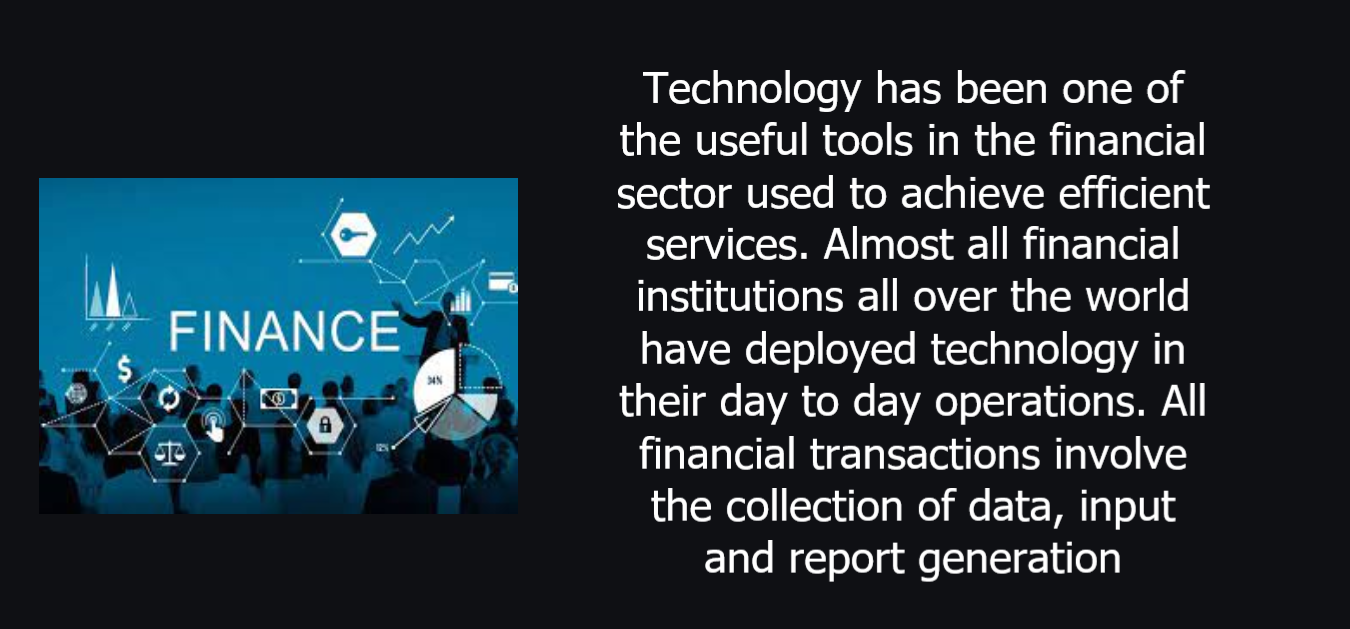 FINANCE
$
34%
Technology has been one of
the useful tools in the financial
sector used to achieve efficient
services. Almost all financial
institutions all over the world
have deployed technology in
their day to day operations. All
financial transactions involve
the collection of data, input
and report generation